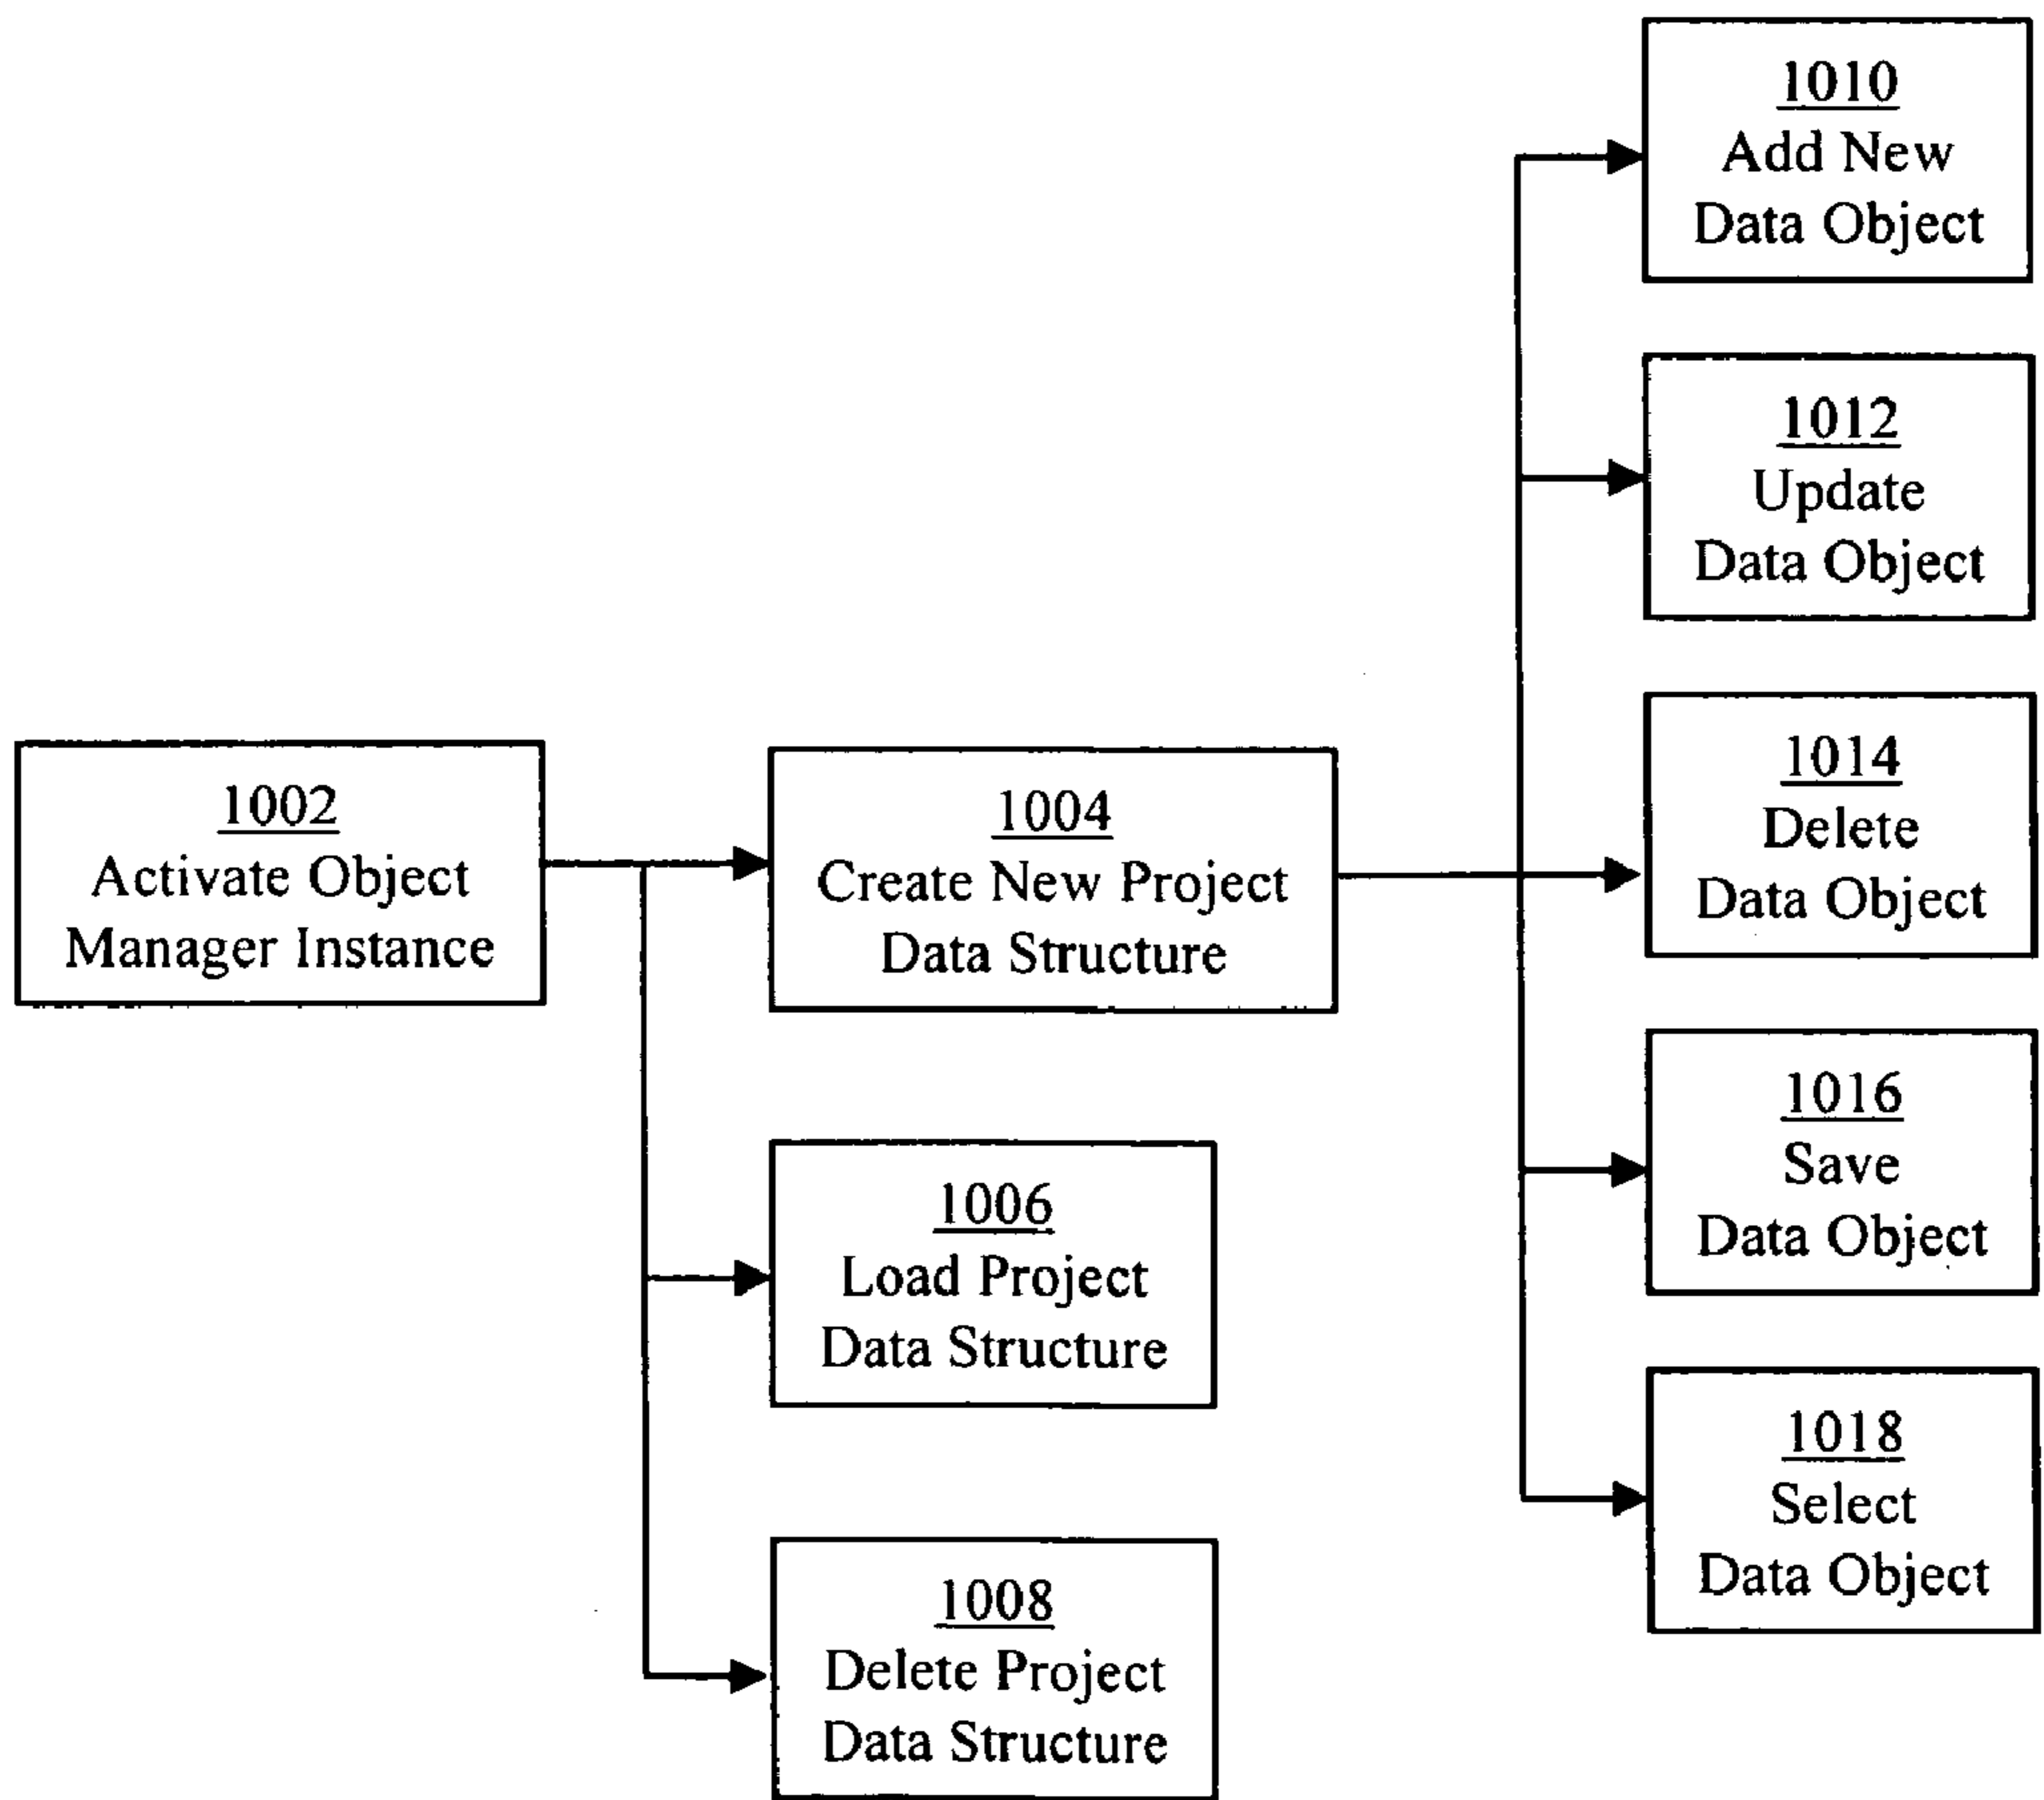 1002
Activate Object
Manager Instance
1004
Create New Project
Data Structure
1006
Load Project
Data Structure
1008
Delete Project
Data Structure
1010
Add New
Data Object
1012
Update
Data Object
1014
Delete
Data Object
1016
Save
Data Object
1018
Select
Data Object